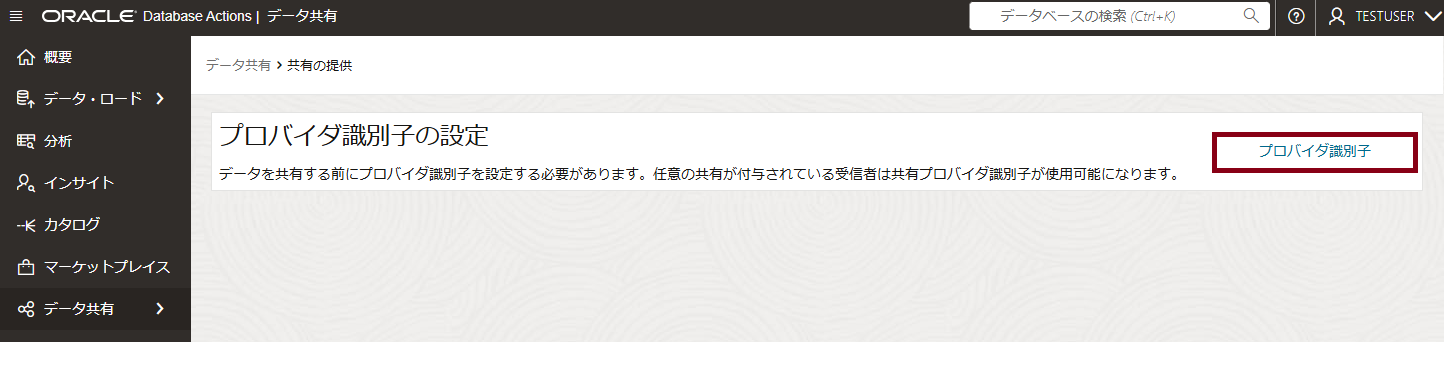 ORACLE Database Actions | データ共有
データベースの検索 (Ctrl+K)
TESTUSER
概要
データ・ロード
分析
インサイト
カタログ
マーケットプレイス
データ共有
データ共有 > 共有の提供
プロバイダ識別子の設定
データを共有する前にプロバイダ識別子を設定する必要があります。任意の共有が付与されている受信者は共有プロバイダ識別子が使用可能になります。
プロバイダ識別子